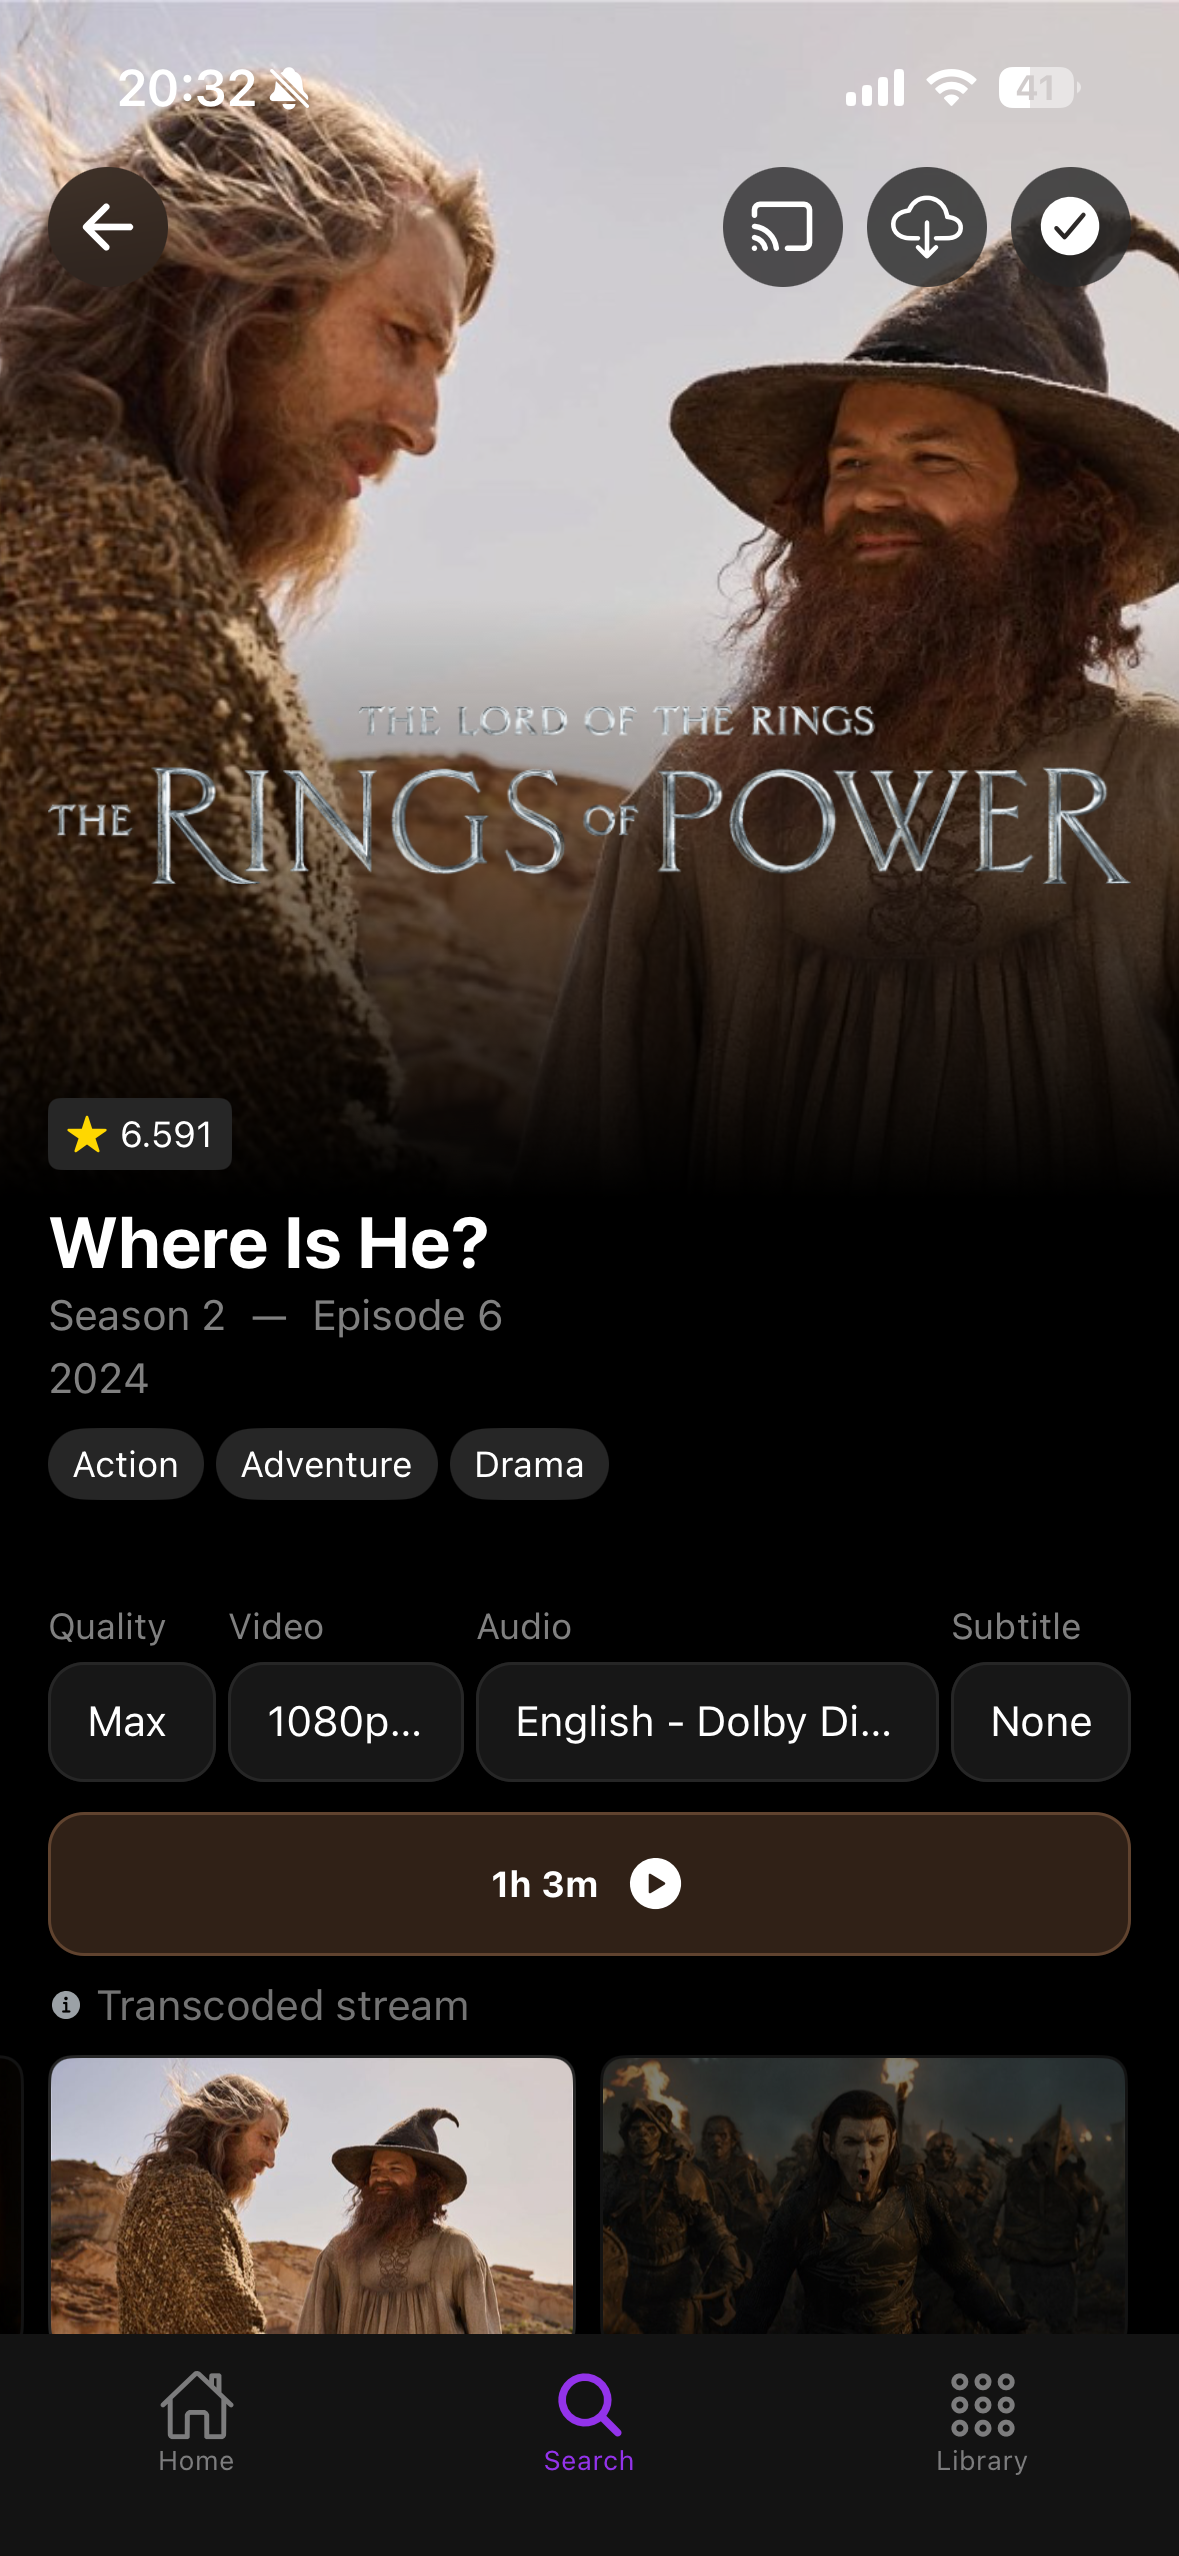 20:32
41
THE LORD OF THE RINGS
THE RINGS OF POWER
6.591
Where Is He?
Season 2 — Episode 6
2024
Action Adventure Drama
Quality Video Audio Subtitle
Max 1080p... English - Dolby Di... None
1h 3m
Transcoded stream
Home Search Library